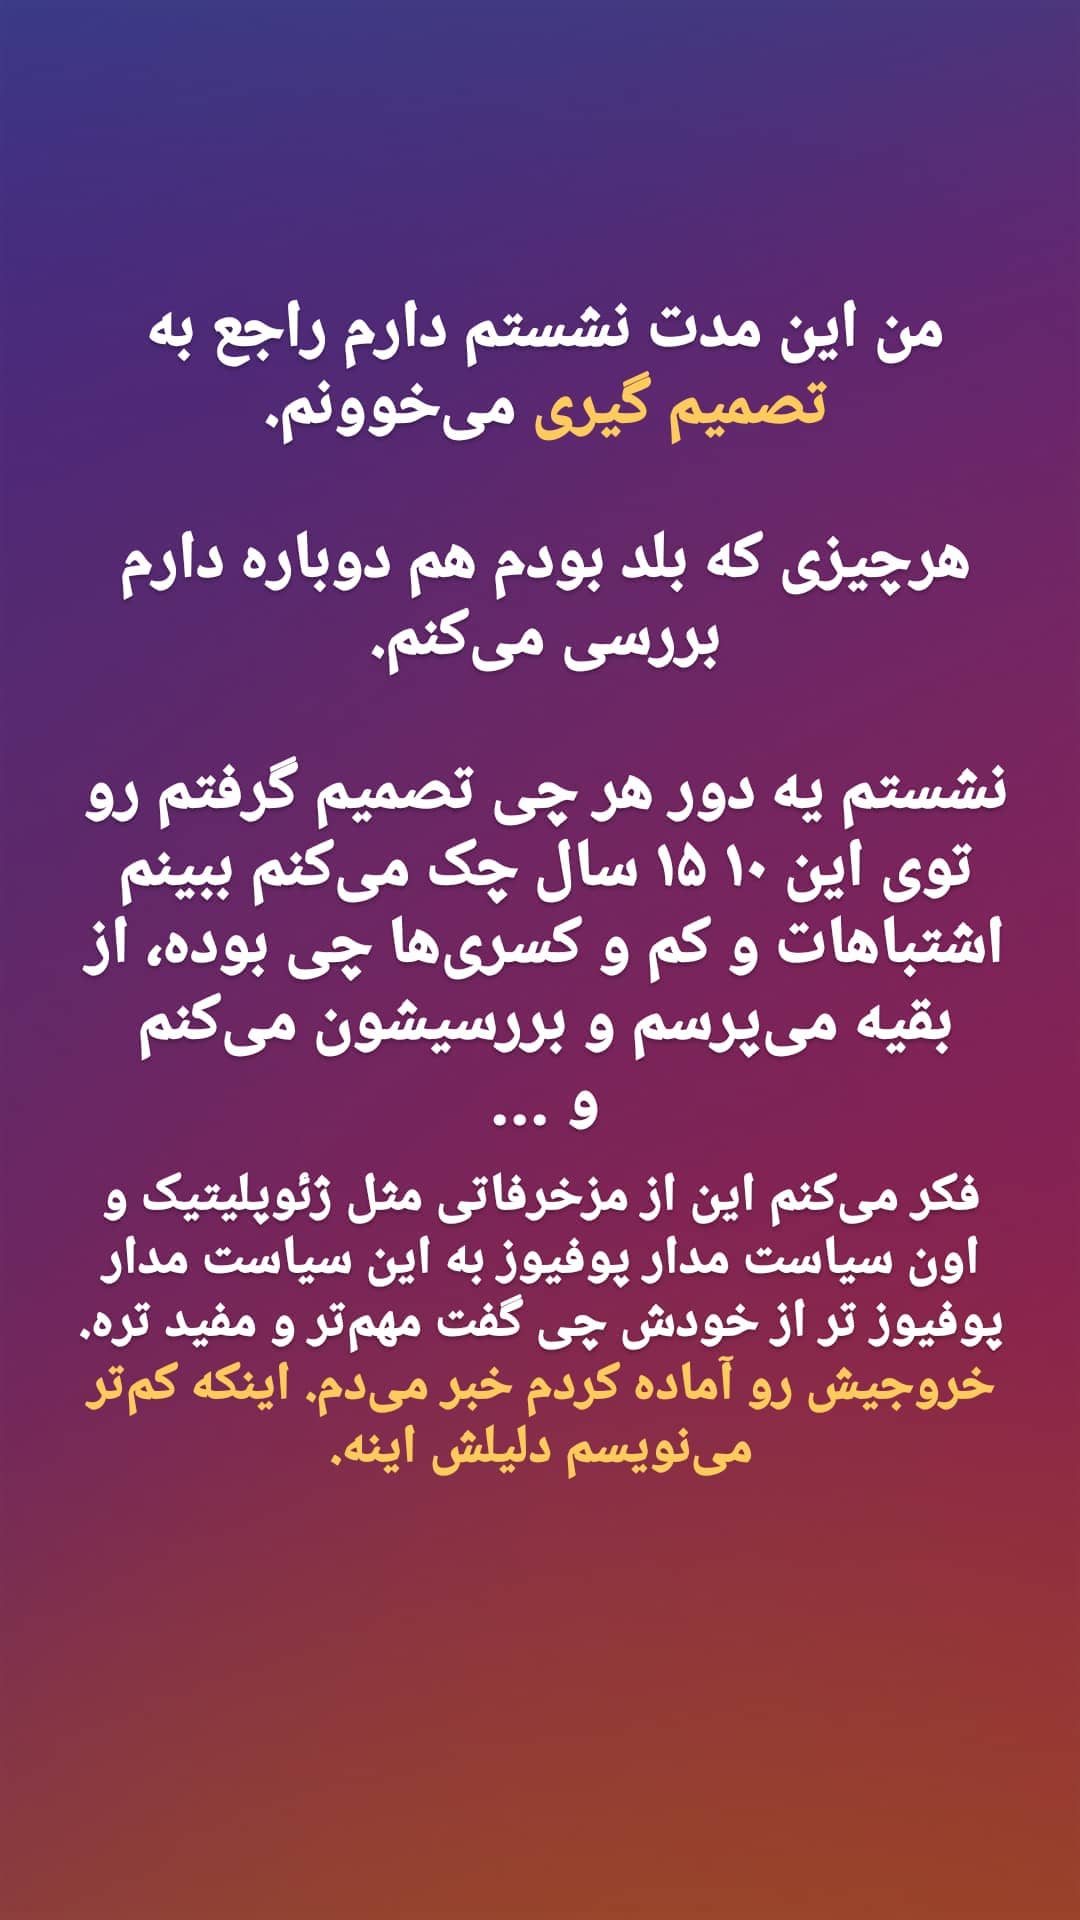 من این مدت نشستم دارم راجع به
تصمیم گیری می‌خوونم.
هرچیزی که بلد بودم هم دوباره دارم
بررسی می‌کنم.
نشستم یه دور هر چی تصمیم گرفتم رو
توی این ۱۰ ۱۵ سال چک می‌کنم ببینم
اشتباهات و کم و کسری‌ها چی بوده، از
بقیه می‌پرسم و بررسیشون می‌کنم
و ...
فکر می‌کنم این از مزخرفاتی مثل ژئوپلیتیک و
اون سیاست مدار پوفیوز به این سیاست مدار
پوفیوز تر از خودش چی گفت مهم‌تر و مفید تره.
خروجیش رو آماده کردم خبر می‌دم. اینکه کم‌تر
می‌نویسم دلیلش اینه.